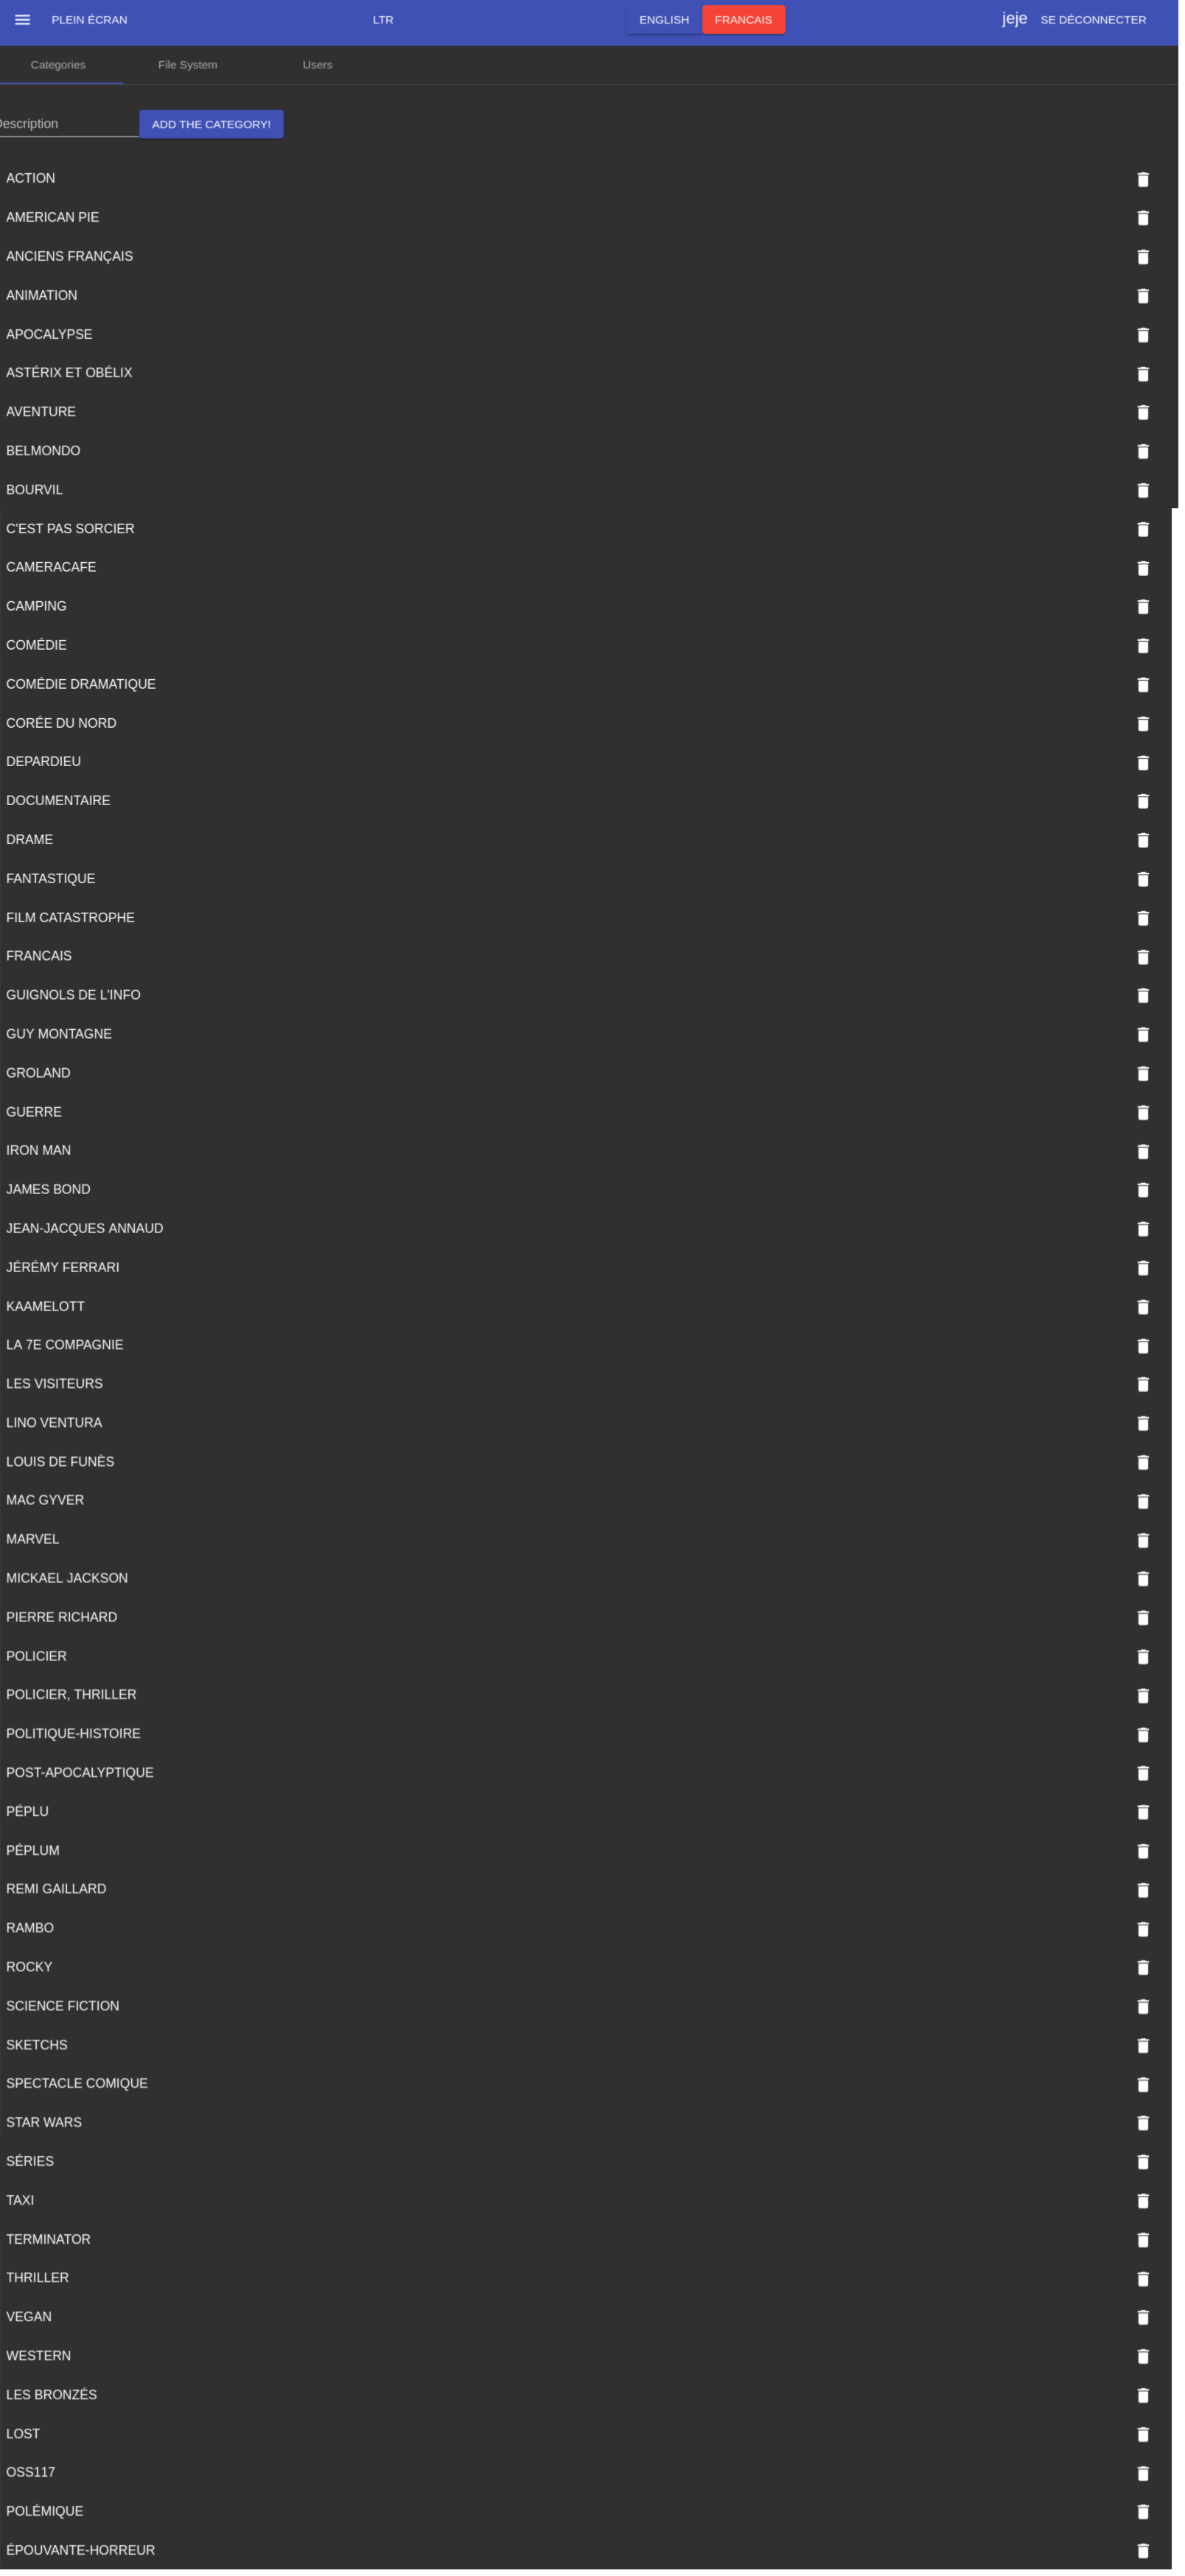 PLEIN ÉCRAN LTR ENGLISH FRANCAIS jeje SE DÉCONNECTER
Categories File System Users
Description ADD THE CATEGORY!
ACTION
AMERICAN PIE
ANCIENS FRANÇAIS
ANIMATION
APOCALYPSE
ASTÉRIX ET OBÉLIX
AVENTURE
BELMONDO
BOURVIL
C'EST PAS SORCIER
CAMERACAFE
CAMPING
COMÉDIE
COMÉDIE DRAMATIQUE
CORÉE DU NORD
DEPARDIEU
DOCUMENTAIRE
DRAME
FANTASTIQUE
FILM CATASTROPHE
FRANCAIS
GUIGNOLS DE L'INFO
GUY MONTAGNE
GROLAND
GUERRE
IRON MAN
JAMES BOND
JEAN-JACQUES ANNAUD
JÉRÉMY FERRARI
KAAMELOTT
LA 7E COMPAGNIE
LES VISITEURS
LINO VENTURA
LOUIS DE FUNÈS
MAC GYVER
MARVEL
MICKAEL JACKSON
PIERRE RICHARD
POLICIER
POLICIER, THRILLER
POLITIQUE-HISTOIRE
POST-APOCALYPTIQUE
PÉPLU
PÉPLUM
REMI GAILLARD
RAMBO
ROCKY
SCIENCE FICTION
SKETCHS
SPECTACLE COMIQUE
STAR WARS
SÉRIES
TAXI
TERMINATOR
THRILLER
VEGAN
WESTERN
LES BRONZÉS
LOST
OSS117
POLÉMIQUE
ÉPOUVANTE-HORREUR